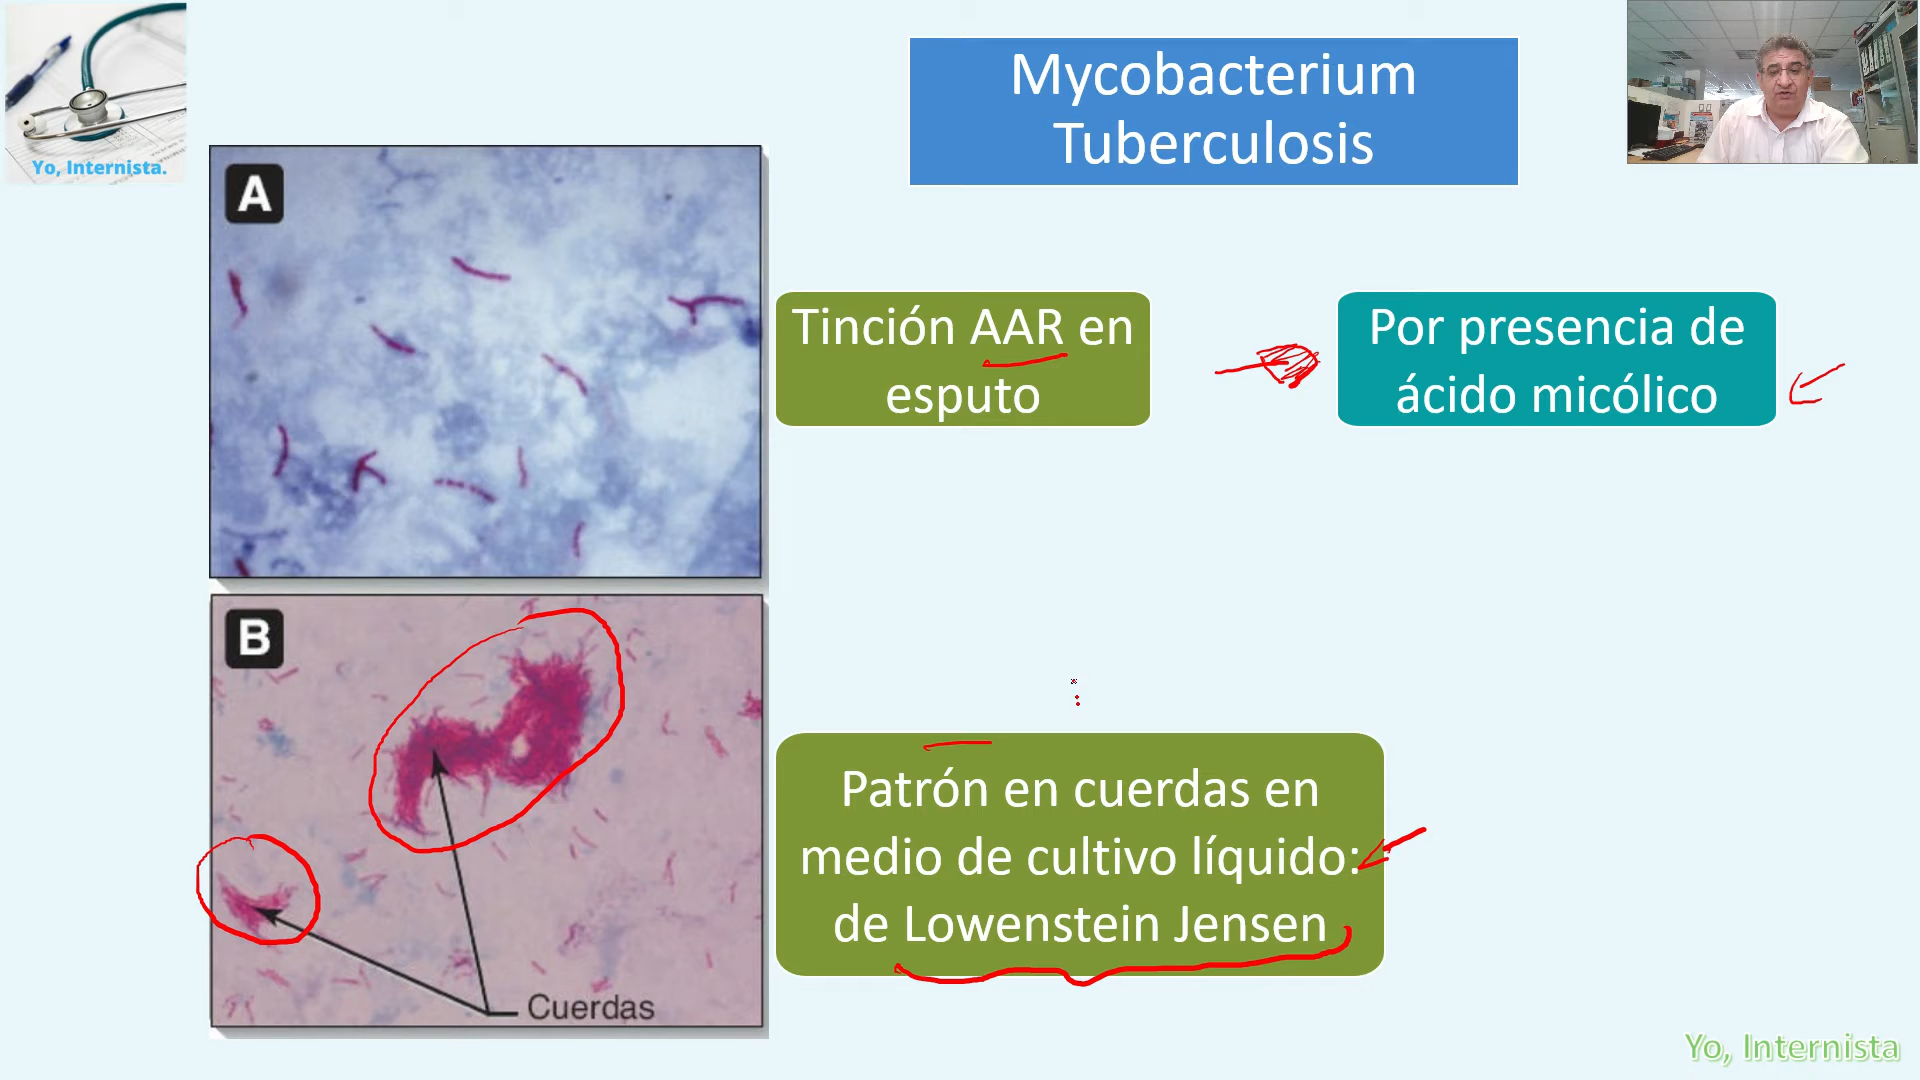 Yo, Internista.
Mycobacterium
Tuberculosis
A
Tinción AAR en
esputo
Por presencia de
ácido micólico
B
Cuerdas
Patrón en cuerdas en
medio de cultivo líquido:
de Lowenstein Jensen
Yo, Internista